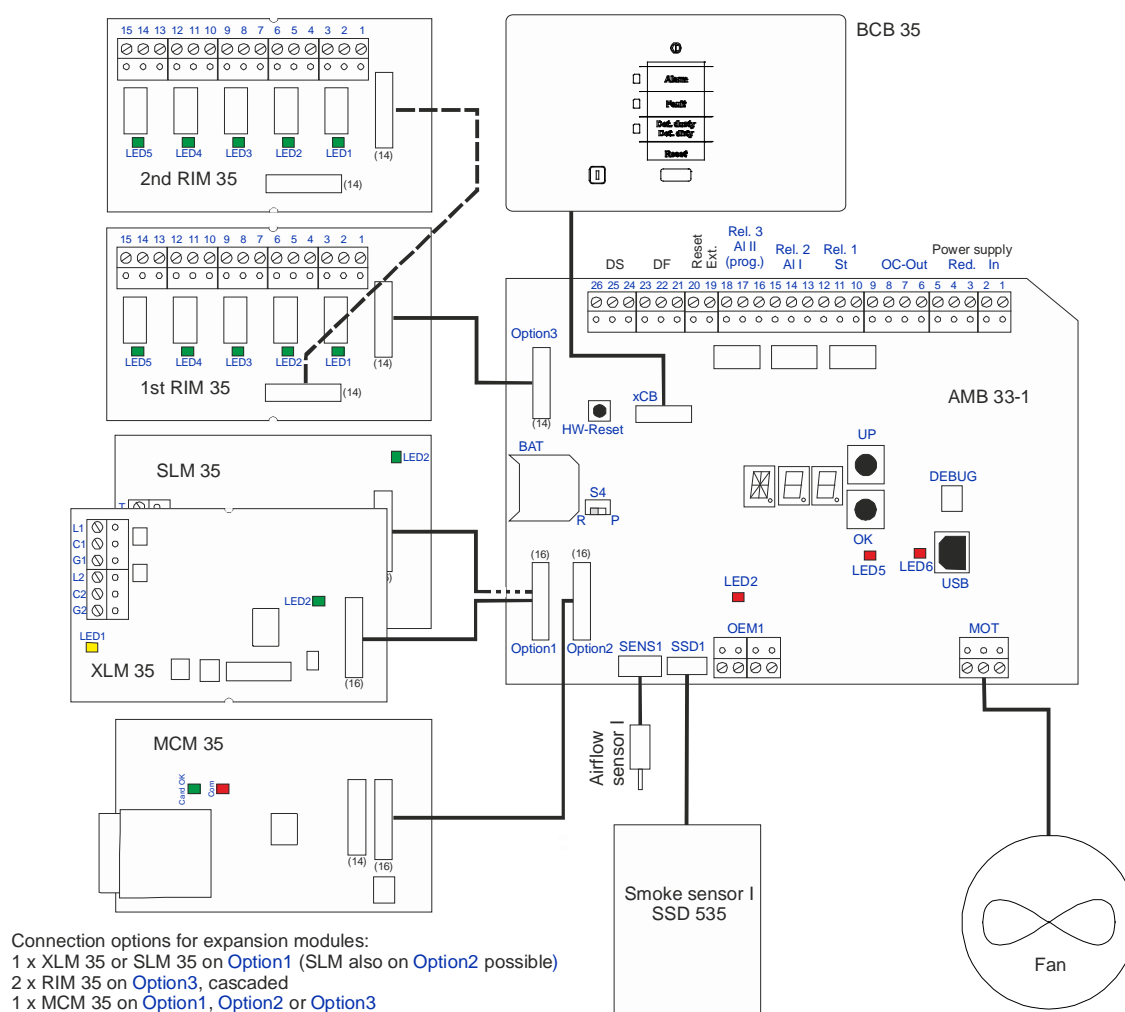 15 14 13 12 11 10 9 8 7 6 5 4 3 2 1
LED5 LED4 LED3 LED2 LED1
(14)
2nd RIM 35
(14)
15 14 13 12 11 10 9 8 7 6 5 4 3 2 1
LED5 LED4 LED3 LED2 LED1
(14)
1st RIM 35
(14)
BCB 35
Alarm
Fault
Det. dusty
Det. dirty
Reset
DS DF
Reset
Ext.
Rel. 3
Al II
(prog.)
Rel. 2
Al I
Rel. 1
St
OC-Out
Power supply
Red. In
26 25 24 23 22 21 20 19 18 17 16 15 14 13 12 11 10 9 8 7 6 5 4 3 2 1
Option3
(14)
xCB
HW-Reset
AMB 33-1
BAT
S4
R P
UP
OK
DEBUG
LED5
LED6
USB
LED2
(16)
(16)
Option1
Option2
SENS1
SSD1
OEM1
MOT
SLM 35
LED2
L1
C1
G1
L2
C2
G2
LED2
LED1
XLM 35
(16)
MCM 35
Card OK
Com
(14)
(16)
Airflow
sensor I
Smoke sensor I
SSD 535
Fan
Connection options for expansion modules:
1 x XLM 35 or SLM 35 on Option1 (SLM also on Option2 possible)
2 x RIM 35 on Option3, cascaded
1 x MCM 35 on Option1, Option2 or Option3